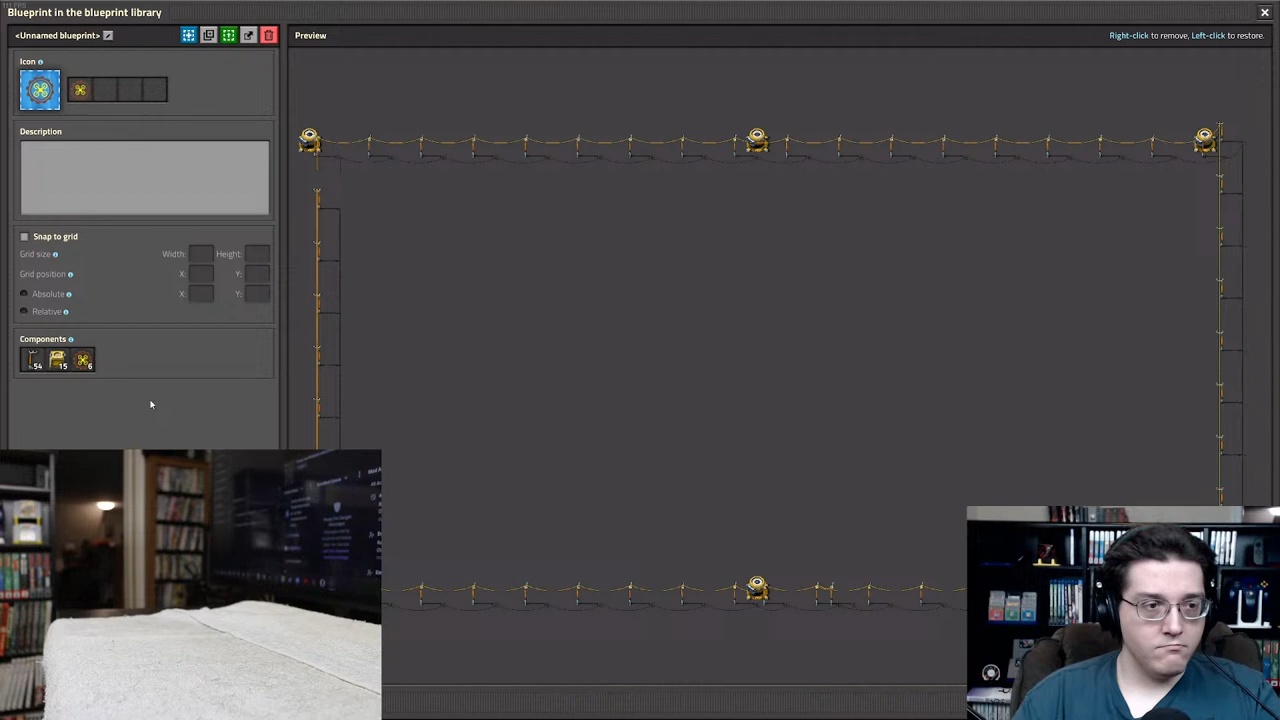 Blueprint in the blueprint library
<Unnamed blueprint>
Preview
Right-click to remove, Left-click to restore.
Icon
Description
Snap to grid
Grid size
Width:
Height:
Grid position
X:
Y:
Absolute
X:
Y:
Relative
Components
54
15
6